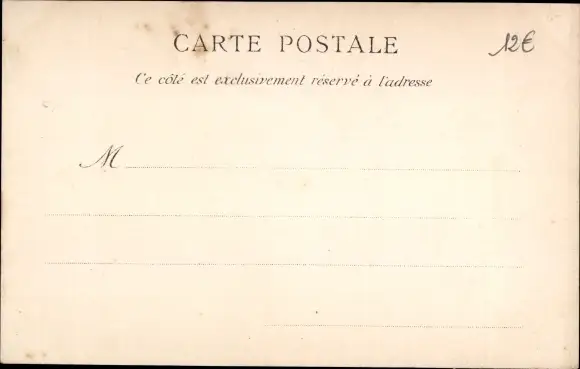 CARTE POSTALE 12€
Ce côté est exclusivement réservé à l'adresse
M